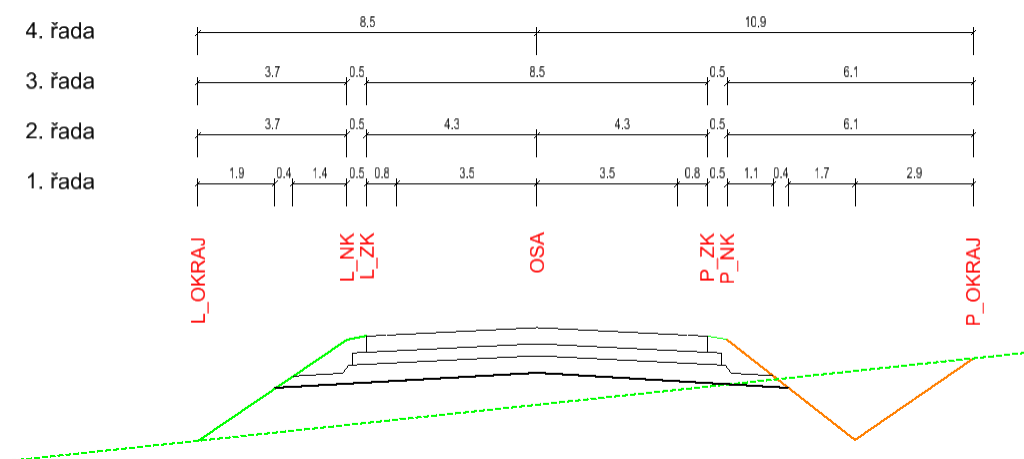 4. řada 8.5 10.9
3. řada 3.7 0.5 8.5 0.5 6.1
2. řada 3.7 0.5 4.3 4.3 0.5 6.1
1. řada 1.9 0.4 1.4 0.5 0.8 3.5 3.5 0.8 0.5 1.1 0.4 1.7 2.9
L_OKRAJ
L_NK
L_ZK
OSA
P_ZK
P_NK
P_OKRAJ